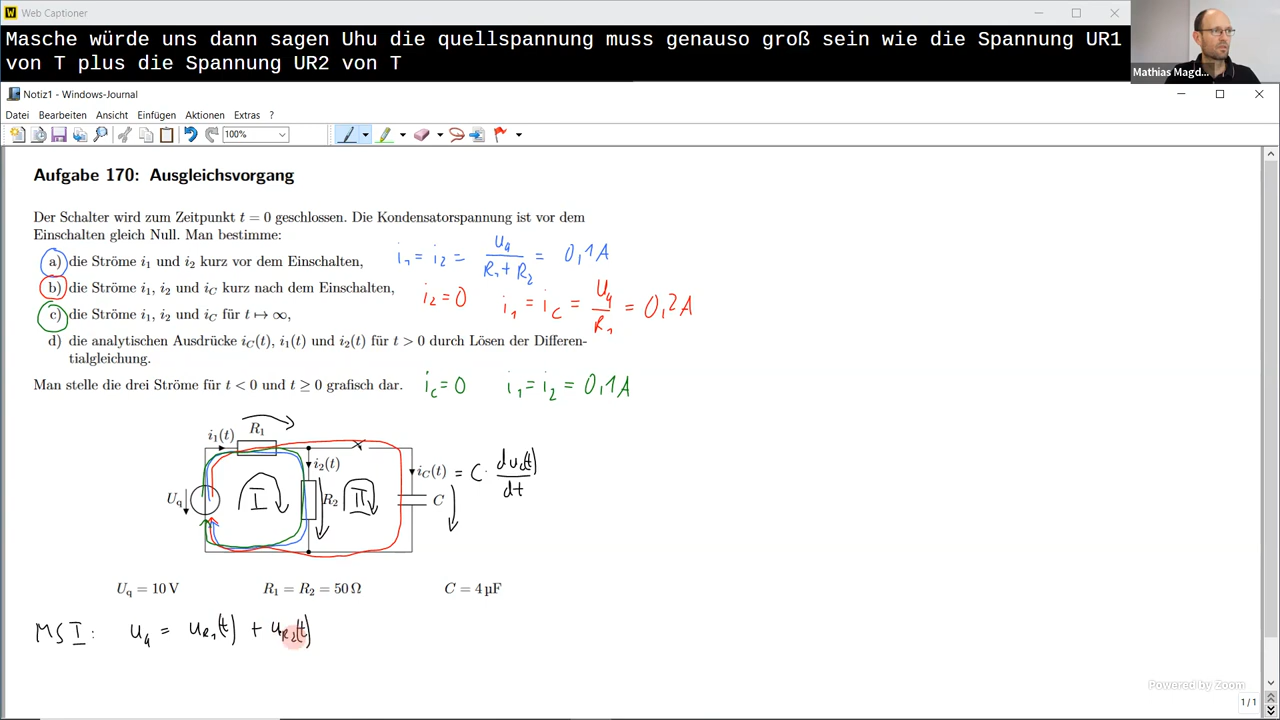 Web Captioner
Masche würde uns dann sagen Uhu die quellspannung muss genauso groß sein wie die Spannung UR1
von T plus die Spannung UR2 von T
Mathias Magd...
Notiz1 - Windows-Journal
Datei Bearbeiten Ansicht Einfügen Aktionen Extras ?
100%
Aufgabe 170: Ausgleichsvorgang
Der Schalter wird zum Zeitpunkt t = 0 geschlossen. Die Kondensatorspannung ist vor dem
Einschalten gleich Null. Man bestimme:
a) die Ströme i₁ und i₂ kurz vor dem Einschalten, i₁ = i₂ = Uq / (R₁ + R₂) = 0,1A
b) die Ströme i₁, i₂ und iC kurz nach dem Einschalten, i₂ = 0 i₁ = iC = Uq / R₁ = 0,2A
c) die Ströme i₁, i₂ und iC für t ↦ ∞,
d) die analytischen Ausdrücke iC(t), i₁(t) und i₂(t) für t > 0 durch Lösen der Differen-
tialgleichung.
Man stelle die drei Ströme für t < 0 und t ≥ 0 grafisch dar. iC = 0 i₁ = i₂ = 0,1A
i₁(t) R₁
i₂(t)
iC(t) = C · duC(t) / dt
Uq I R₂ II C
Uq = 10 V R₁ = R₂ = 50 Ω C = 4 µF
MS I: Uq = uR₁(t) + uR₂(t)
Powered by Zoom
1 / 1